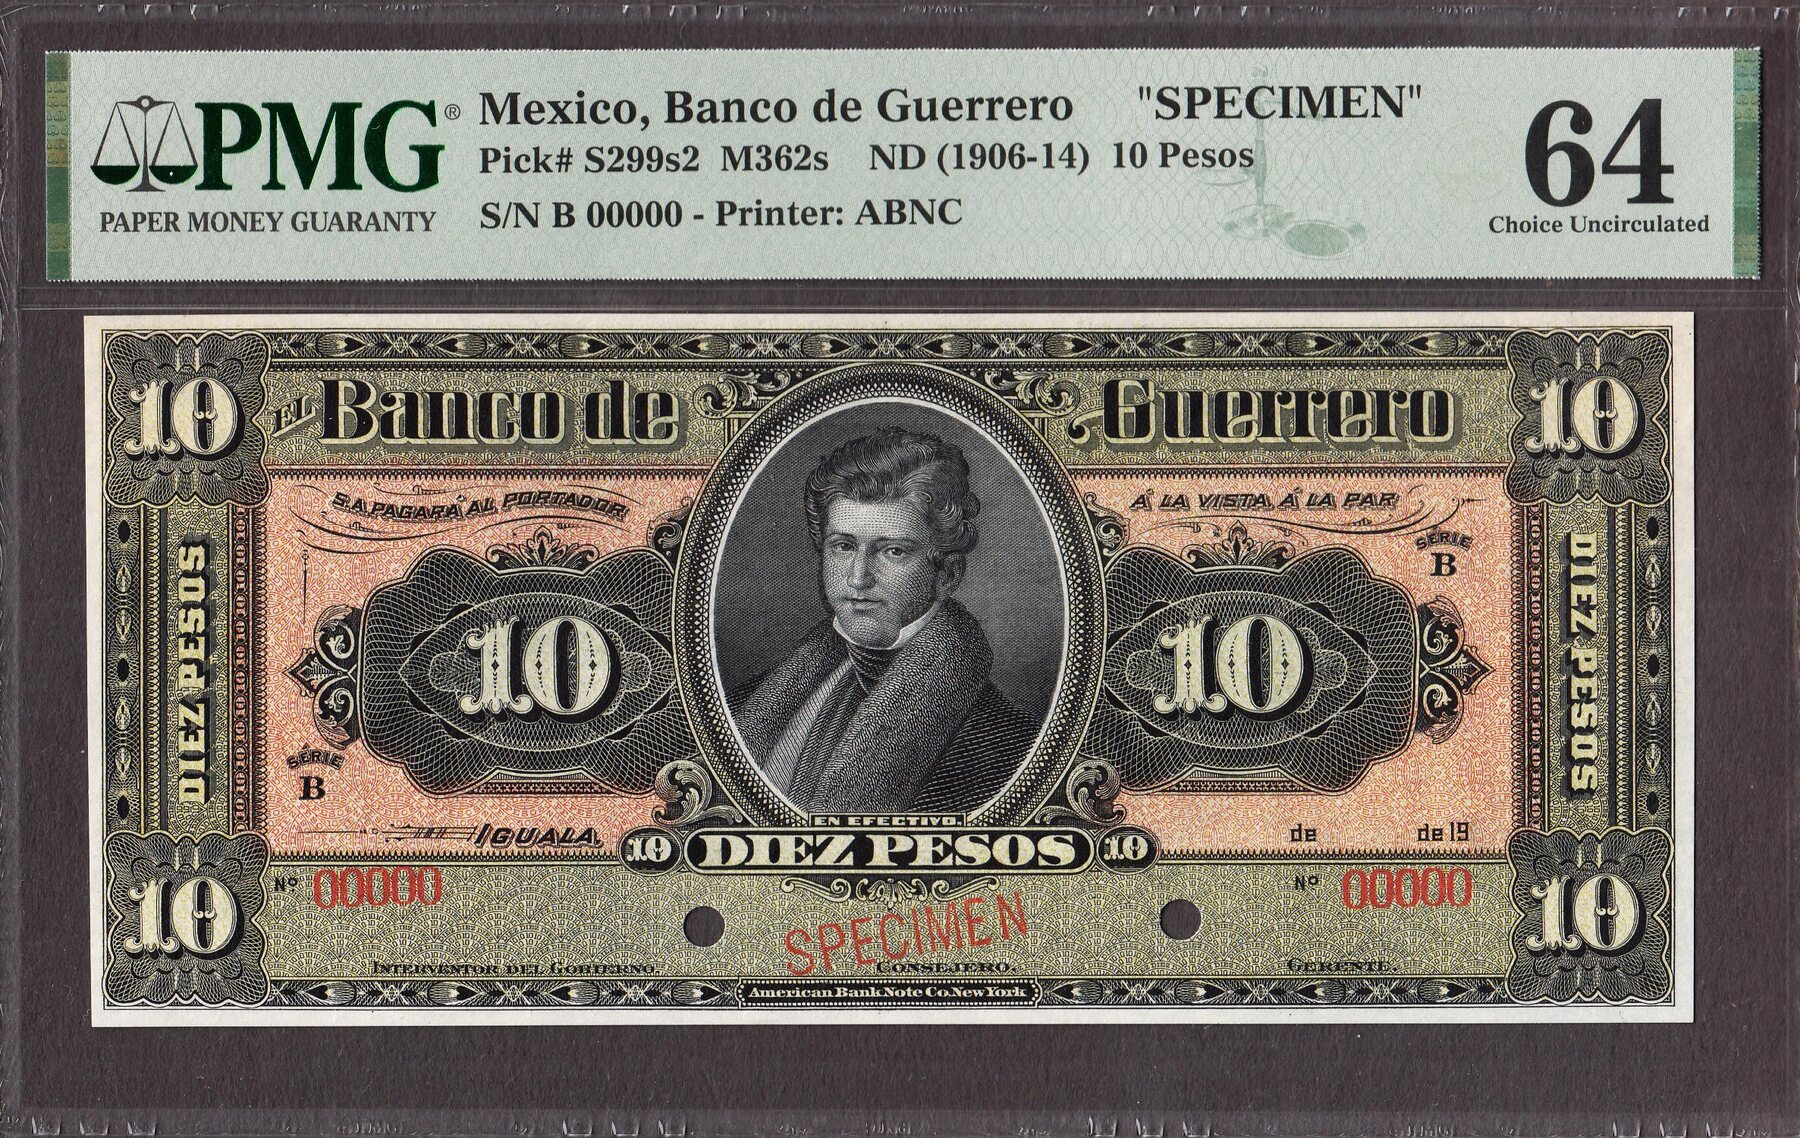 PMG®
PAPER MONEY GUARANTY
Mexico, Banco de Guerrero "SPECIMEN"
Pick# S299s2 M362s ND (1906-14) 10 Pesos
S/N B 00000 - Printer: ABNC
64
Choice Uncirculated
10 EL Banco de Guerrero 10
S.A. PAGARÁ AL PORTADOR Á LA VISTA Á LA PAR
SÉRIE
B
DIEZ PESOS 10 10 DIEZ PESOS
SÉRIE
B
IGUALA, de de 19
EN EFECTIVO.
10 DIEZ PESOS 10
10 Nº 00000 Nº 00000 10
SPECIMEN
INTERVENTOR DEL GOBIERNO. CONSEJERO. GERENTE.
American Bank Note Co. New York